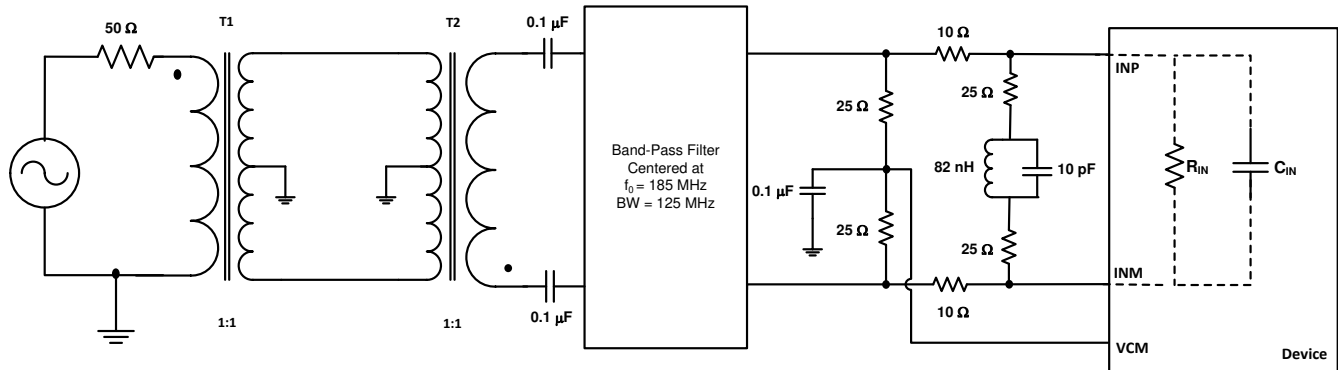 50 Ω
T1
T2
0.1 µF
10 Ω
INP
25 Ω
25 Ω
Band-Pass Filter
Centered at
f0 = 185 MHz
BW = 125 MHz
82 nH
10 pF
RIN
CIN
0.1 µF
25 Ω
25 Ω
INM
0.1 µF
10 Ω
1:1
1:1
VCM
Device